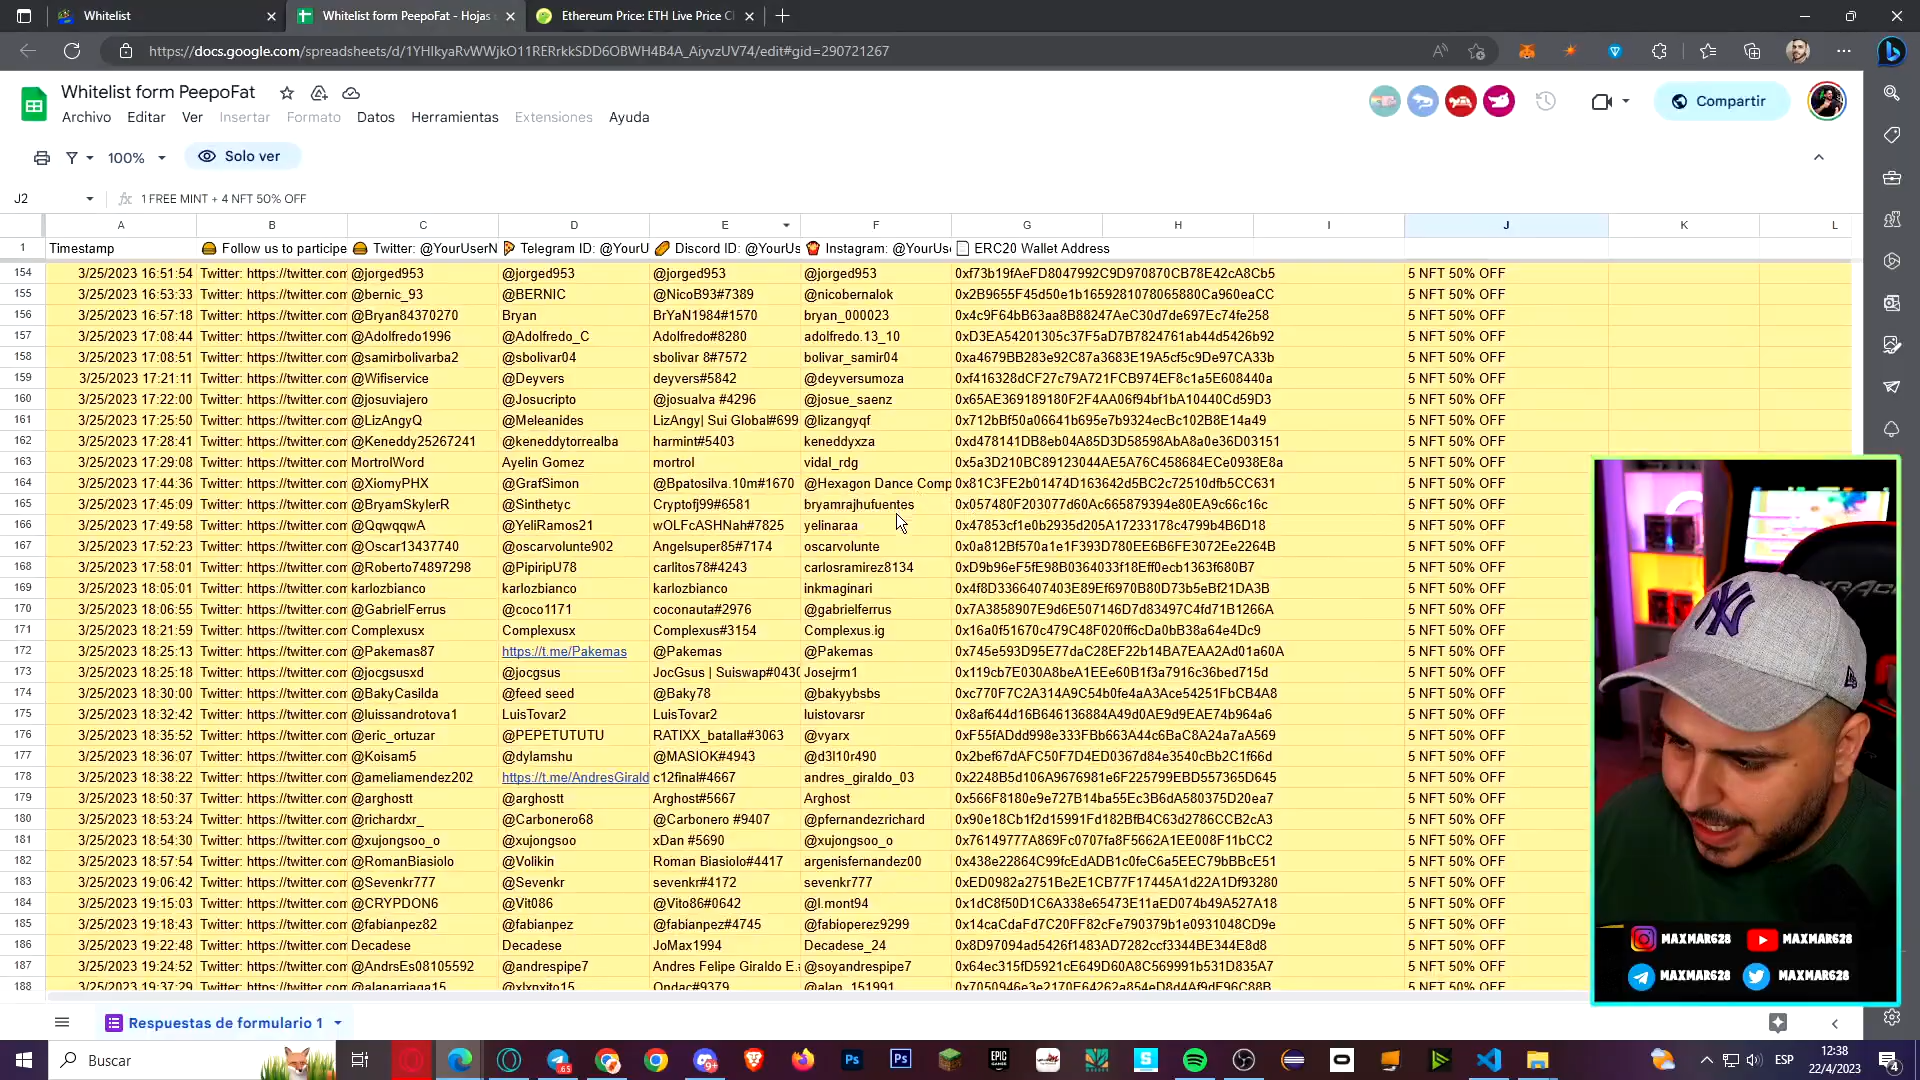 Whitelist
Whitelist form PeepoFat - Hojas
Ethereum Price: ETH Live Price C
https://docs.google.com/spreadsheets/d/1YHIkyaRvWWjkO11RERrkkSDD6OBWH4B4A_AiyvzUV74/edit#gid=290721267
Whitelist form PeepoFat
Compartir
Archivo Editar Ver Insertar Formato Datos Herramientas Extensiones Ayuda
100% Solo ver
J2 fx 1 FREE MINT + 4 NFT 50% OFF
A B C D E F G H I J K L
1 Timestamp Follow us to participe Twitter: @YourUserN Telegram ID: @YourU Discord ID: @YourUs Instagram: @YourUse ERC20 Wallet Address
154 3/25/2023 16:51:54 Twitter: https://twitter.com @jorged953 @jorged953 @jorged953 @jorged953 0xf73b19fAeFD8047992C9D970870CB78E42cA8Cb5 5 NFT 50% OFF
155 3/25/2023 16:53:33 Twitter: https://twitter.com @bernic_93 @BERNIC @NicoB93#7389 @nicobernalok 0x2B9655F45d50e1b1659281078065880Ca960eaCC 5 NFT 50% OFF
156 3/25/2023 16:57:18 Twitter: https://twitter.com @Bryan84370270 Bryan BrYaN1984#1570 bryan_000023 0x4c9F64bB63aa8B88247AeC30d7de697Ec74fe258 5 NFT 50% OFF
157 3/25/2023 17:08:44 Twitter: https://twitter.com @Adolfredo1996 @Adolfredo_C Adolfredo#8280 adolfredo.13_10 0xD3EA54201305c37F5aD7B7824761ab44d5426b92 5 NFT 50% OFF
158 3/25/2023 17:08:51 Twitter: https://twitter.com @samirbolivarba2 @sbolivar04 sbolivar 8#7572 bolivar_samir04 0xa4679BB283e92C87a3683E19A5cf5c9De97CA33b 5 NFT 50% OFF
159 3/25/2023 17:21:11 Twitter: https://twitter.com @Wifiservice @Deyvers deyvers#5842 @deyversumoza 0xf416328dCF27c79A721FCB974EF8c1a5E608440a 5 NFT 50% OFF
160 3/25/2023 17:22:00 Twitter: https://twitter.com @josuviajero @Josucripto @josualva #4296 @josue_saenz 0x65AE369189180F2F4AA06f94bf1bA10440Cd59D3 5 NFT 50% OFF
161 3/25/2023 17:25:50 Twitter: https://twitter.com @LizAngyQ @Meleanides LizAngy| Sui Global#699 @lizangyqf 0x712bBf50a06641b695e7b9324ecBc102B8E14a49 5 NFT 50% OFF
162 3/25/2023 17:28:41 Twitter: https://twitter.com @Keneddy25267241 @keneddytorrealba harmint#5403 keneddyxza 0xd478141DB8eb04A85D3D58598AbA8a0e36D03151 5 NFT 50% OFF
163 3/25/2023 17:29:08 Twitter: https://twitter.com MortrolWord Ayelin Gomez mortrol vidal_rdg 0x5a3D210BC89123044AE5A76C458684ECe0938E8a 5 NFT 50% OFF
164 3/25/2023 17:44:36 Twitter: https://twitter.com @XiomyPHX @GrafSimon @Bpatosilva.10m#1670 @Hexagon Dance Comp 0x81C3FE2b01474D163642d5BC2c72510dfb5CC631 5 NFT 50% OFF
165 3/25/2023 17:45:09 Twitter: https://twitter.com @BryamSkylerR @Sinthetyc Cryptofj99#6581 bryamrajhufuentes 0x057480F203077d60Ac665879394e80EA9c66c16c 5 NFT 50% OFF
166 3/25/2023 17:49:58 Twitter: https://twitter.com @QqwqqwA @YeliRamos21 wOLFcASHNah#7825 yelinaraa 0x47853cf1e0b2935d205A17233178c4799b4B6D18 5 NFT 50% OFF
167 3/25/2023 17:52:23 Twitter: https://twitter.com @Oscar13437740 @oscarvolunte902 Angelsuper85#7174 oscarvolunte 0x0a812Bf570a1e1F393D780EE6B6FE3072Ee2264B 5 NFT 50% OFF
168 3/25/2023 17:58:01 Twitter: https://twitter.com @Roberto74897298 @PipiripU78 carlitos78#4243 carlosramirez8134 0xD9b96eF5fE98B0364033f18Eff0ecb1363f680B7 5 NFT 50% OFF
169 3/25/2023 18:05:01 Twitter: https://twitter.com karlozbianco karlozbianco karlozbianco inkmaginari 0x4f8D3366407403E89Ef6970B80D73b5eBf21DA3B 5 NFT 50% OFF
170 3/25/2023 18:06:55 Twitter: https://twitter.com @GabrielFerrus @coco1171 coconauta#2976 @gabrielferrus 0x7A3858907E9d6E507146D7d83497C4fd71B1266A 5 NFT 50% OFF
171 3/25/2023 18:21:59 Twitter: https://twitter.com Complexusx Complexusx Complexus#3154 Complexus.ig 0x16a0f51670c479C48F020ff6cDa0bB38a64e4Dc9 5 NFT 50% OFF
172 3/25/2023 18:25:13 Twitter: https://twitter.com @Pakemas87 https://t.me/Pakemas @Pakemas @Pakemas 0x745e593D95E77daC28EF22b14BA7EAA2Ad01a60A 5 NFT 50% OFF
173 3/25/2023 18:25:18 Twitter: https://twitter.com @jocgsusxd @jocgsus JocGsus | Suiswap#0430 Josejrm1 0x119cb7E030A8beA1EEe60B1f3a7916c36bed715d 5 NFT 50% OFF
174 3/25/2023 18:30:00 Twitter: https://twitter.com @BakyCasilda @feed seed @Baky78 @bakyybsbs 0xc770F7C2A314A9C54b0fe4aA3Ace54251FbCB4A8 5 NFT 50% OFF
175 3/25/2023 18:32:42 Twitter: https://twitter.com @luissandrotova1 LuisTovar2 LuisTovar2 luistovarsr 0x8af644d16B646136884A49d0AE9d9EAE74b964a6 5 NFT 50% OFF
176 3/25/2023 18:35:52 Twitter: https://twitter.com @eric_ortuzar @PEPETUTUTU RATIXX_batalla#3063 @vyarx 0xF55fADdd998e333FBb663A44c6BaC8A24a7aA569 5 NFT 50% OFF
177 3/25/2023 18:36:07 Twitter: https://twitter.com @Koisam5 @dylamshu @MASIOK#4943 @d3l10r490 0x2bef67dAFC50F7D4ED0367d84e3540cBb2C1f66d 5 NFT 50% OFF
178 3/25/2023 18:38:22 Twitter: https://twitter.com @ameliamendez202 https://t.me/AndresGirald c12final#4667 andres_giraldo_03 0x2248B5d106A9676981e6F225799EBD557365D645 5 NFT 50% OFF
179 3/25/2023 18:50:37 Twitter: https://twitter.com @arghostt @arghostt Arghost#5667 Arghost 0x566F8180e9e727B14ba55Ec3B6dA580375D20ea7 5 NFT 50% OFF
180 3/25/2023 18:53:24 Twitter: https://twitter.com @richardxr_ @Carbonero68 @Carbonero #9407 @pfernandezrichard 0x90e18Cb1f2d15991Fd182BfB4C63d2786CCB2cA3 5 NFT 50% OFF
181 3/25/2023 18:54:30 Twitter: https://twitter.com @xujongsoo_o @xujongsoo xDan #5690 @xujongsoo_o 0x76149777A869Fc0707fa8F5662A1EE008F11bCC2 5 NFT 50% OFF
182 3/25/2023 18:57:54 Twitter: https://twitter.com @RomanBiasiolo @Volikin Roman Biasiolo#4417 argenisfernandez00 0x438e22864C99fcEdADB1c0feC6a5EEC79bBBcE51 5 NFT 50% OFF
183 3/25/2023 19:06:42 Twitter: https://twitter.com @Sevenkr777 @Sevenkr sevenkr#4172 sevenkr777 0xED0982a2751Be2E1CB77F17445A1d22A1Df93280 5 NFT 50% OFF
184 3/25/2023 19:15:03 Twitter: https://twitter.com @CRYPDON6 @Vit086 @Vito86#0642 @l.mont94 0x1dC8f50D1C6A338e65473E11aED074b49A527A18 5 NFT 50% OFF
185 3/25/2023 19:18:43 Twitter: https://twitter.com @fabianpez82 @fabianpez @fabianpez#4745 @fabioperez9299 0x14caCdaFd7C20FF82cFe790379b1e0931048CD9e 5 NFT 50% OFF
186 3/25/2023 19:22:48 Twitter: https://twitter.com Decadese Decadese JoMax1994 Decadese_24 0x8D97094ad5426f1483AD7282ccf3344BE344E8d8 5 NFT 50% OFF
187 3/25/2023 19:24:52 Twitter: https://twitter.com @AndrsEs08105592 @andrespipe7 Andres Felipe Giraldo E. @soyandrespipe7 0x64ec315fD5921cE649D60A8C569991b531D835A7 5 NFT 50% OFF
188 3/25/2023 19:37:29 Twitter: https://twitter.com @alanarriaga15 @xlxnxito15 Ondac#9379 @alan_151991 5 NFT 50% OFF
MAXMAR628 MAXMAR628
MAXMAR628 MAXMAR628
Respuestas de formulario 1
Buscar
ESP
12:38
22/4/2023
4